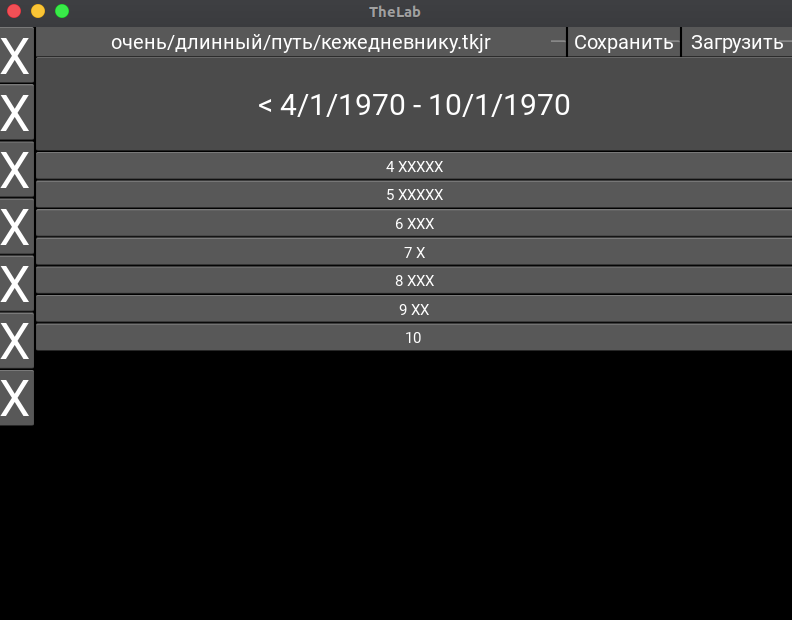 TheLab
X очень/длинный/путь/кежедневнику.tkjr Сохранить Загрузить
X < 4/1/1970 - 10/1/1970
X 4 XXXXX
5 XXXXX
X 6 XXX
7 X
X 8 XXX
9 XX
X 10
X